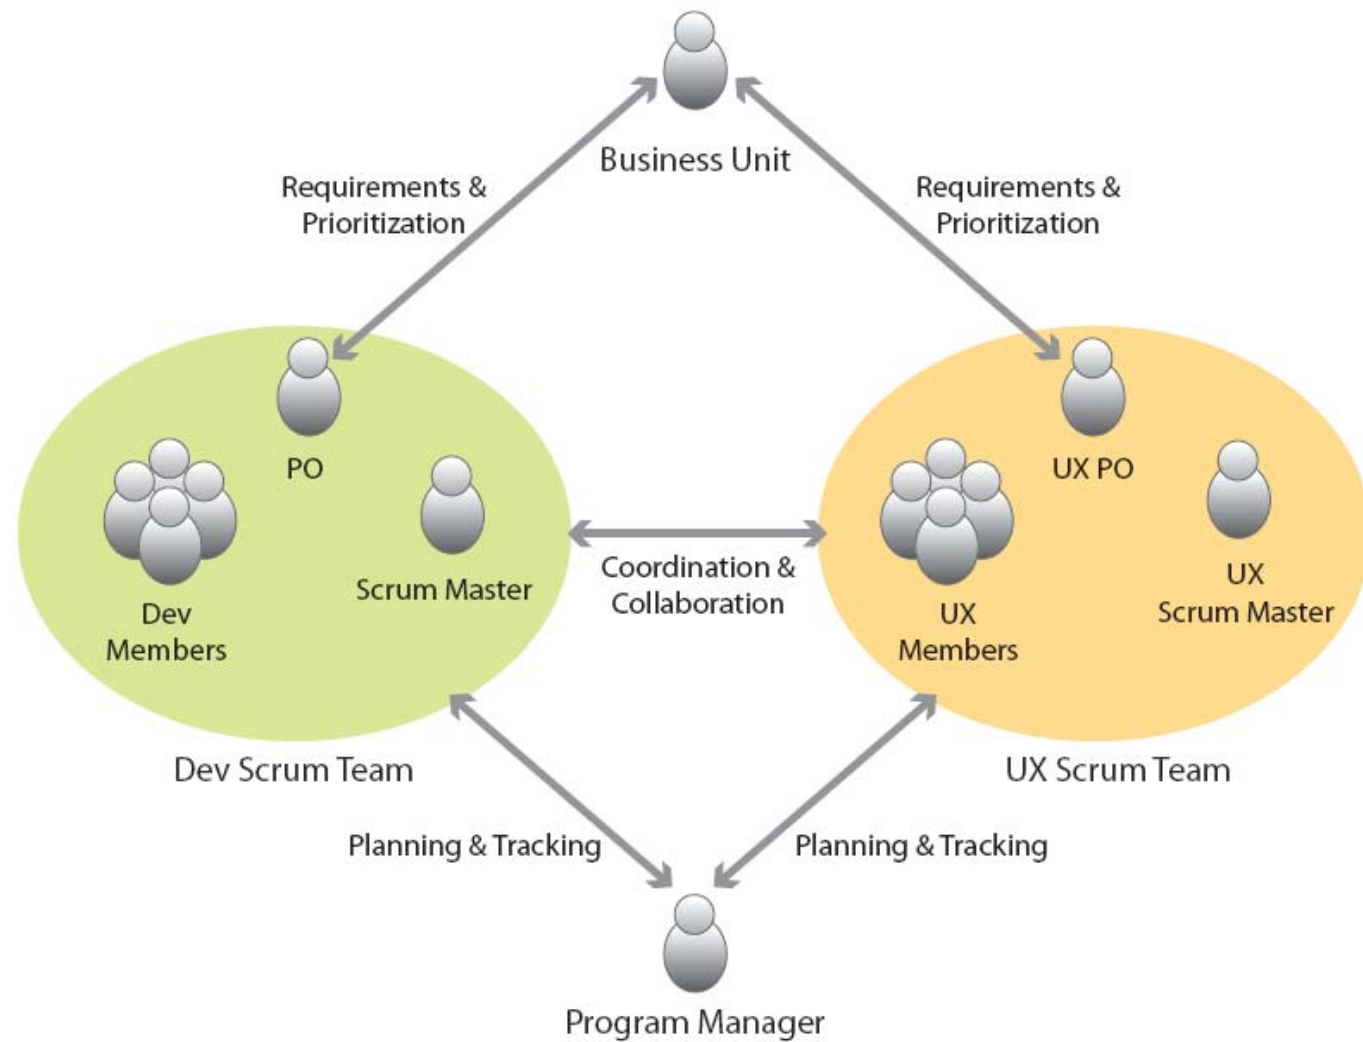 Business Unit
Requirements &
Prioritization
Requirements &
Prioritization
PO
Scrum Master
Dev
Members
Dev Scrum Team
Coordination &
Collaboration
UX PO
UX
Scrum Master
UX
Members
UX Scrum Team
Planning & Tracking
Planning & Tracking
Program Manager